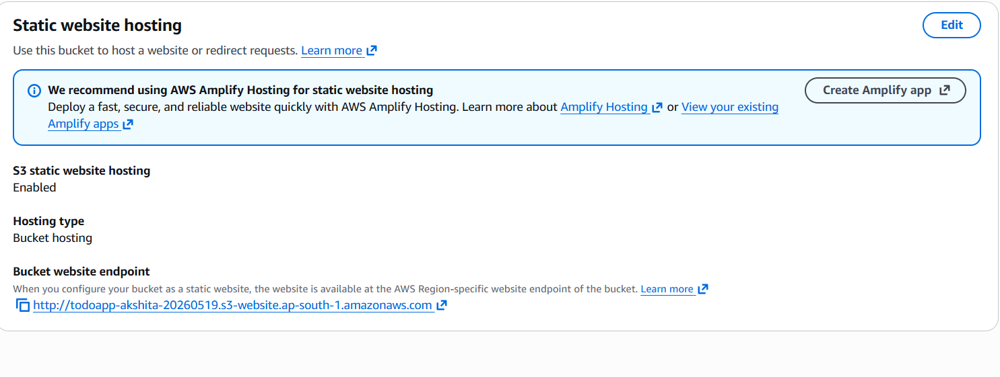 Static website hosting
Edit
Use this bucket to host a website or redirect requests. Learn more
We recommend using AWS Amplify Hosting for static website hosting
Create Amplify app
Deploy a fast, secure, and reliable website quickly with AWS Amplify Hosting. Learn more about Amplify Hosting or View your existing
Amplify apps
S3 static website hosting
Enabled
Hosting type
Bucket hosting
Bucket website endpoint
When you configure your bucket as a static website, the website is available at the AWS Region-specific website endpoint of the bucket. Learn more
http://todoapp-akshita-20260519.s3-website.ap-south-1.amazonaws.com